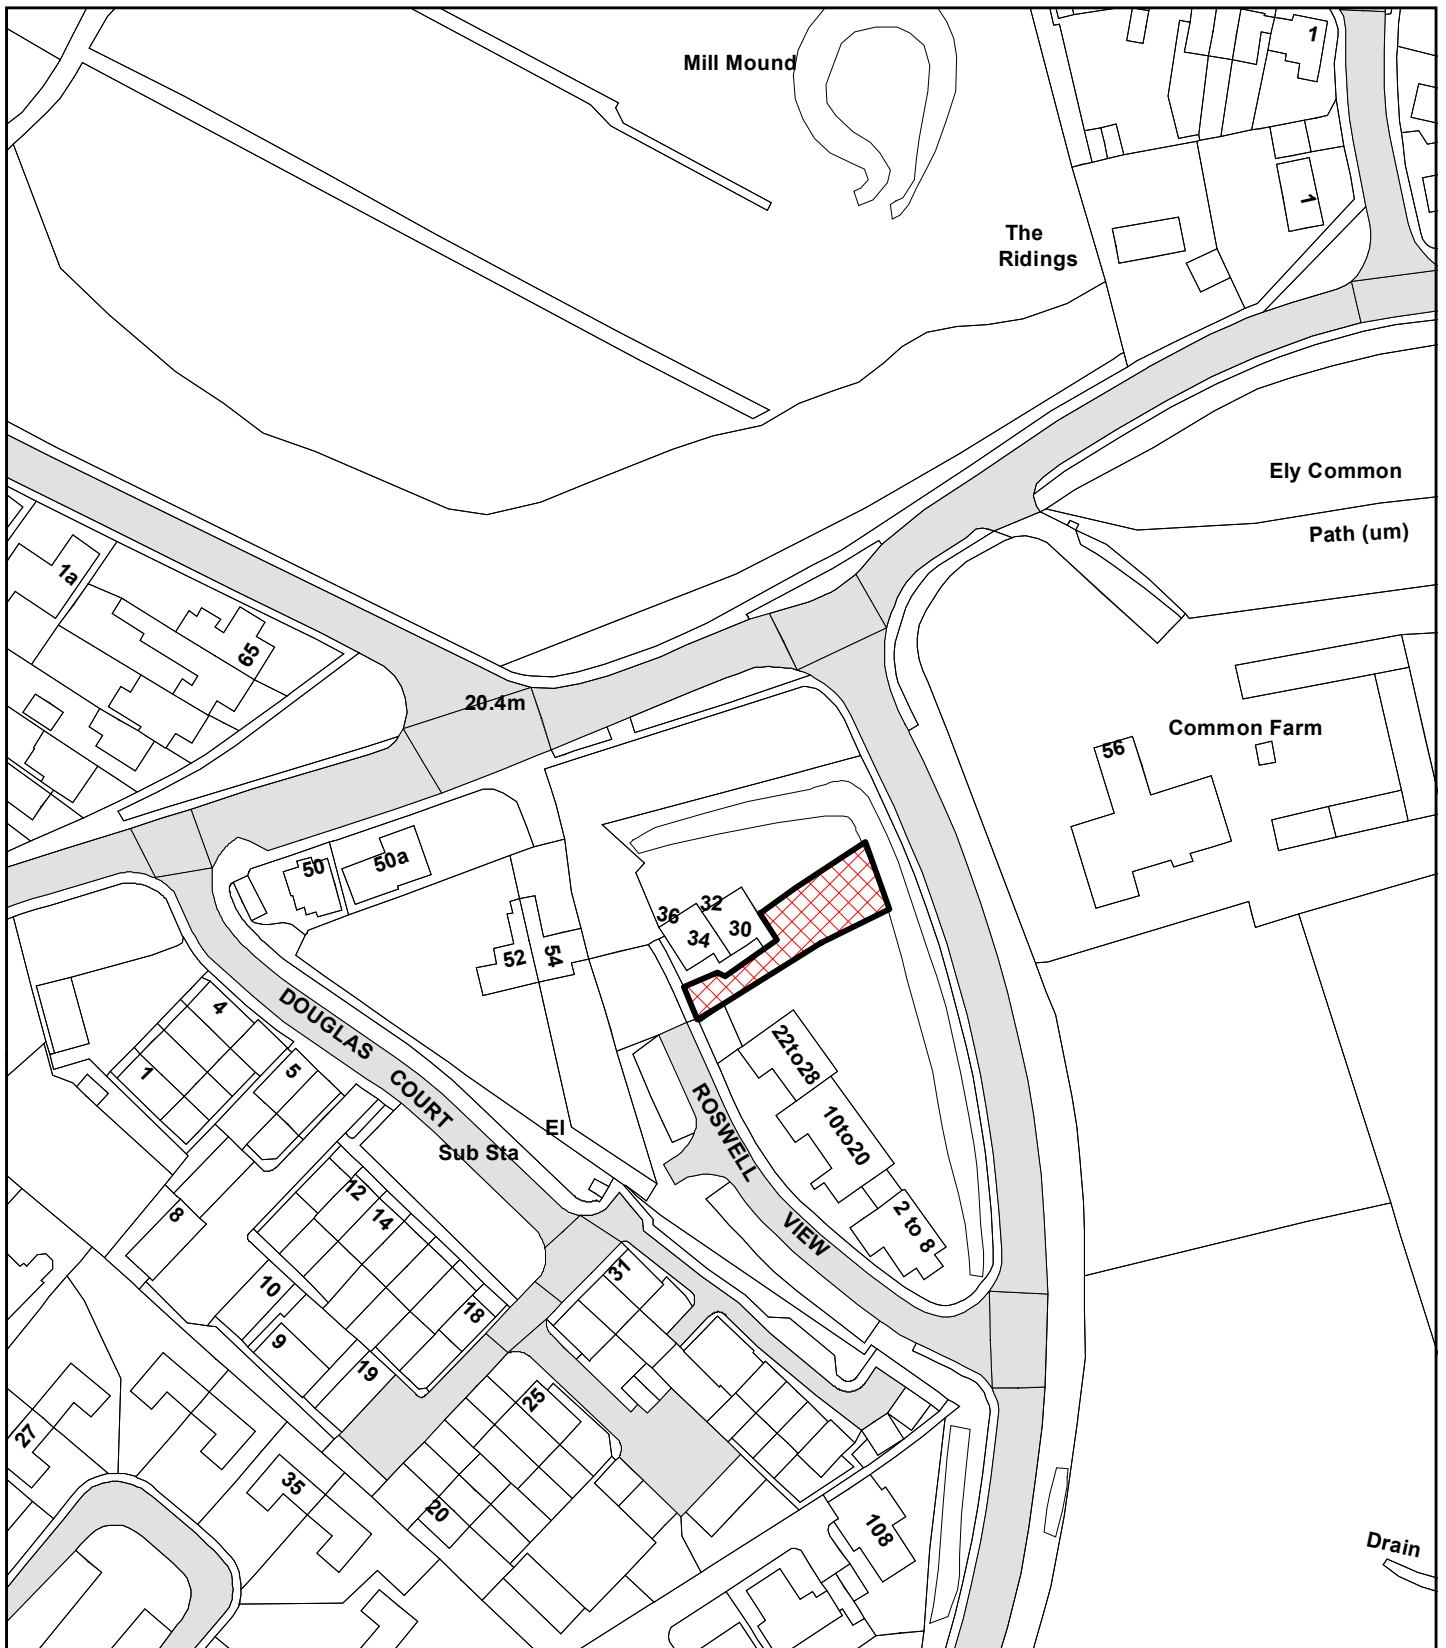 1
Mill Mound
1
The
Ridings
Ely Common
Path (um)
1a
65
20.4m
Common Farm
56
50
50a
36
32
34
30
52
54
4
DOUGLAS
COURT
1
5
22to28
ROSWELL
VIEW
10to20
El
Sub Sta
12
14
8
2 to 8
31
10
18
9
19
25
27
35
20
108
Drain